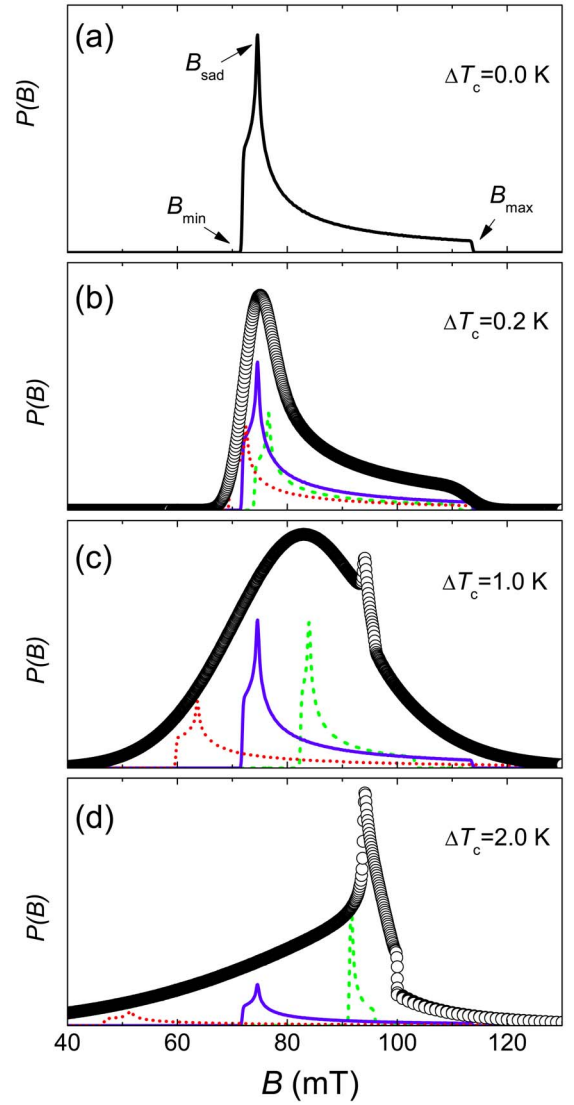 (a)
B_sad
ΔT_c=0.0 K
P(B)
B_min
B_max
(b)
ΔT_c=0.2 K
P(B)
(c)
ΔT_c=1.0 K
P(B)
(d)
ΔT_c=2.0 K
P(B)
40 60 80 100 120
B (mT)